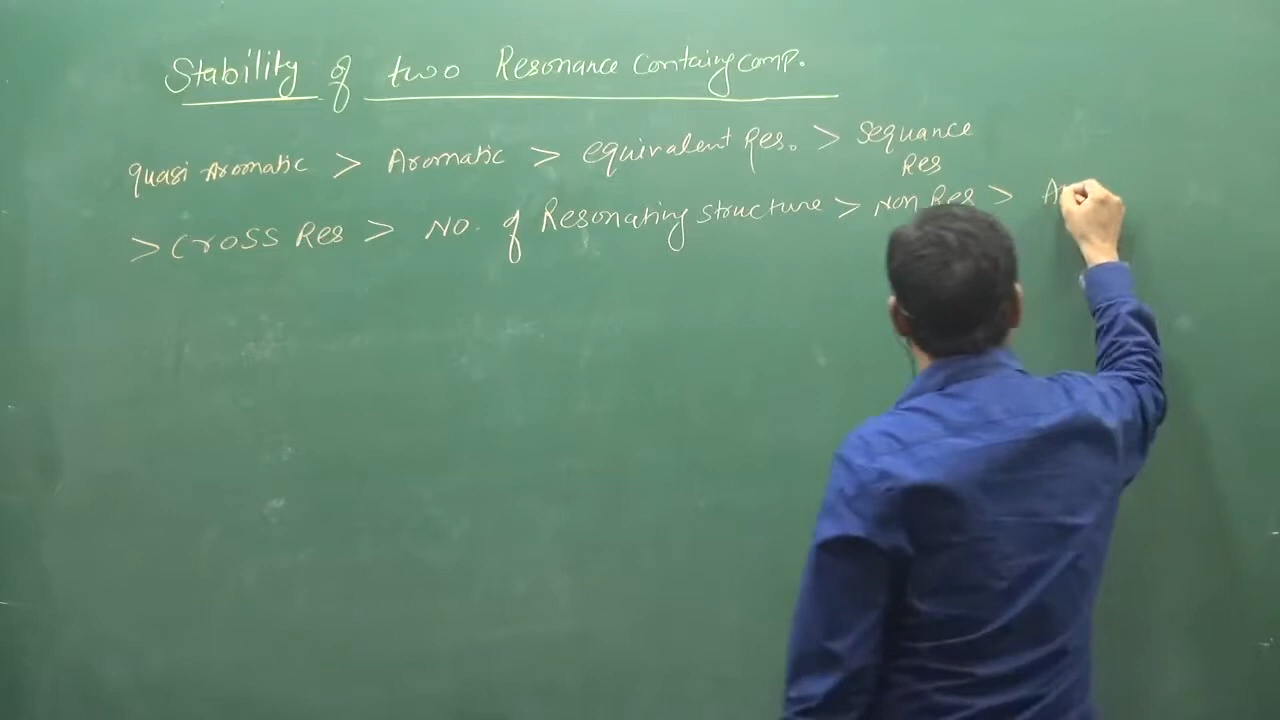 Stability of two Resonance Containg comp.
quasi Aromatic > Aromatic > equivalent Res. > sequance Res
> Cross Res > No. of Resonating structure > Non Res > A